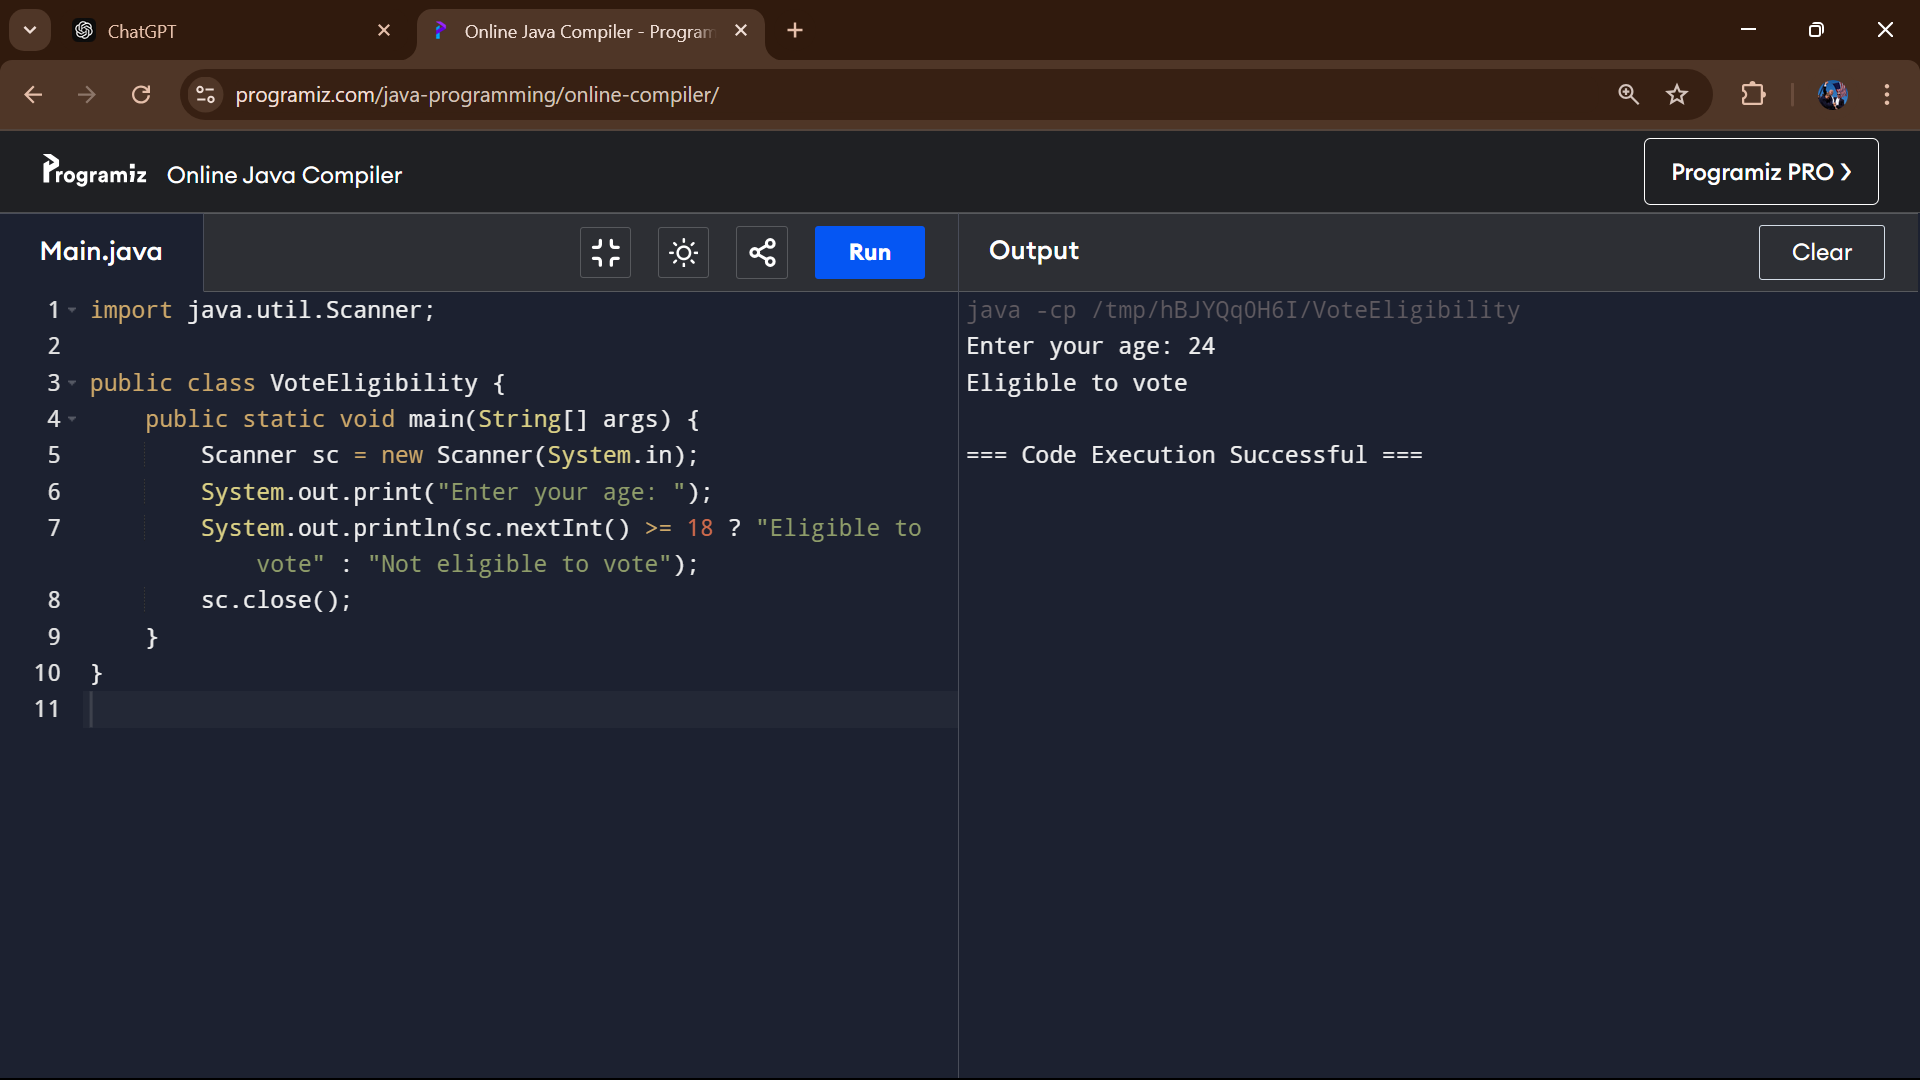 ChatGPT
Online Java Compiler - Program
programiz.com/java-programming/online-compiler/
Programiz Online Java Compiler
Programiz PRO ❯
Main.java
Run
Output
Clear
1 import java.util.Scanner;
2
3 public class VoteEligibility {
4     public static void main(String[] args) {
5         Scanner sc = new Scanner(System.in);
6         System.out.print("Enter your age: ");
7         System.out.println(sc.nextInt() >= 18 ? "Eligible to
            vote" : "Not eligible to vote");
8         sc.close();
9     }
10 }
11
java -cp /tmp/hBJYQq0H6I/VoteEligibility
Enter your age: 24
Eligible to vote
=== Code Execution Successful ===